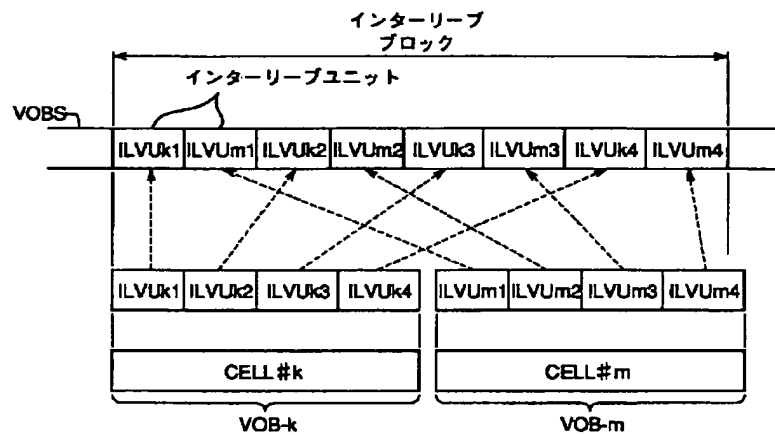 インターリーブ
ブロック
インターリーブユニット
VOBS
ILVUk1 ILVUm1 ILVUk2 ILVUm2 ILVUk3 ILVUm3 ILVUk4 ILVUm4
ILVUk1 ILVUk2 ILVUk3 ILVUk4 ILVUm1 ILVUm2 ILVUm3 ILVUm4
CELL#k CELL#m
VOB-k VOB-m